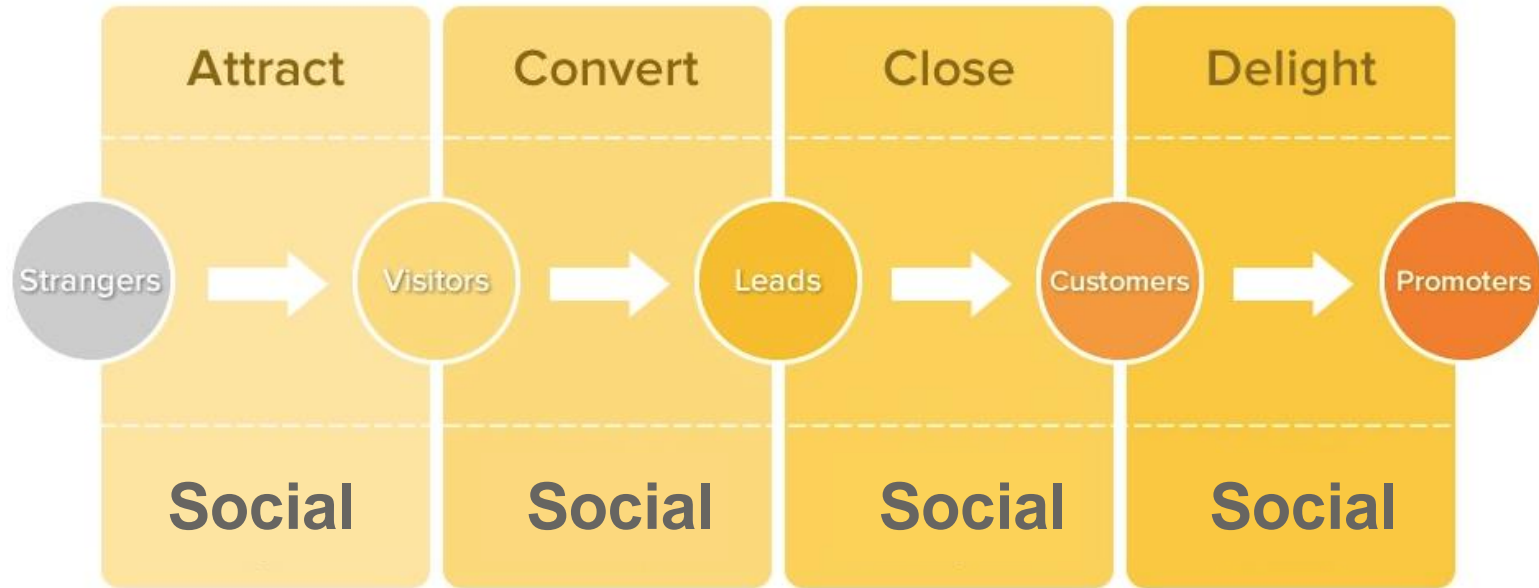 Attract Convert Close Delight
Strangers Visitors Leads Customers Promoters
Social Social Social Social